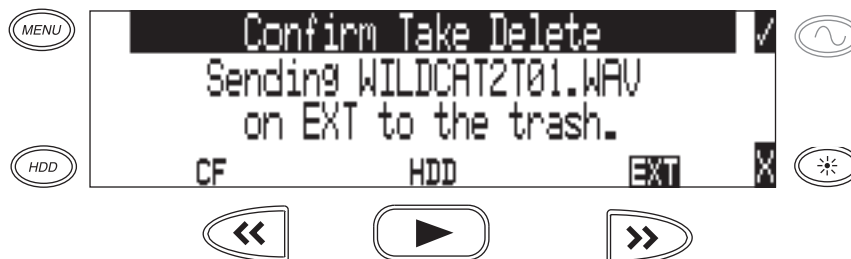 MENU
Confirm Take Delete
√
Sending WILDCAT2T01.WAV
on EXT to the trash.
HDD
CF HDD EXT X